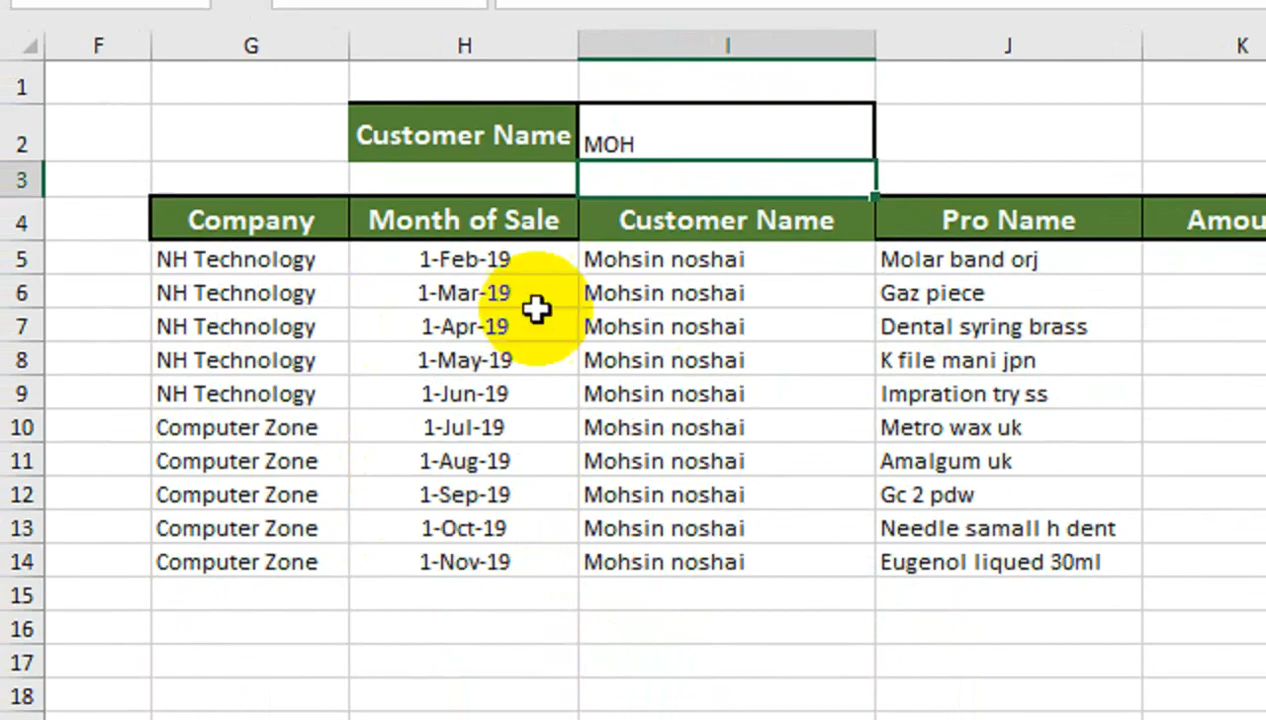 F G H I J K
1
2 Customer Name MOH
3
4 Company Month of Sale Customer Name Pro Name Amou
5 NH Technology 1-Feb-19 Mohsin noshai Molar band orj
6 NH Technology 1-Mar-19 Mohsin noshai Gaz piece
7 NH Technology 1-Apr-19 Mohsin noshai Dental syring brass
8 NH Technology 1-May-19 Mohsin noshai K file mani jpn
9 NH Technology 1-Jun-19 Mohsin noshai Impration try ss
10 Computer Zone 1-Jul-19 Mohsin noshai Metro wax uk
11 Computer Zone 1-Aug-19 Mohsin noshai Amalgum uk
12 Computer Zone 1-Sep-19 Mohsin noshai Gc 2 pdw
13 Computer Zone 1-Oct-19 Mohsin noshai Needle samall h dent
14 Computer Zone 1-Nov-19 Mohsin noshai Eugenol liqued 30ml
15
16
17
18